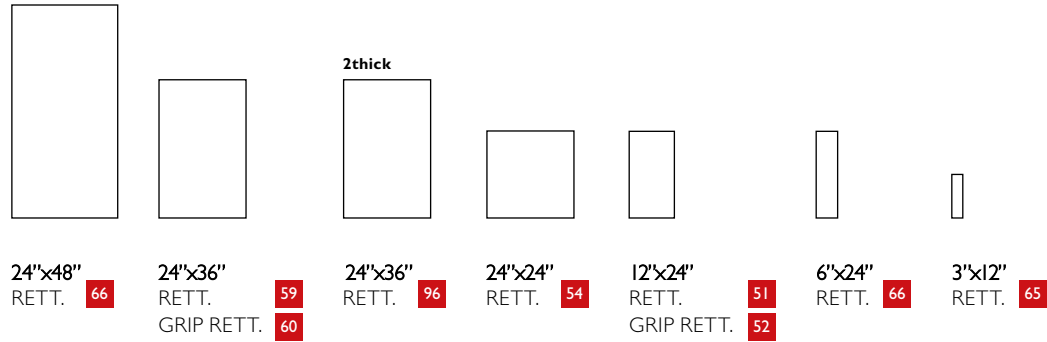 2thick
24"x48"
RETT. 66
24"x36"
RETT. 59
GRIP RETT. 60
24"x36"
RETT. 96
24"x24"
RETT. 54
12"x24"
RETT. 51
GRIP RETT. 52
6"x24"
RETT. 66
3"x12"
RETT. 65